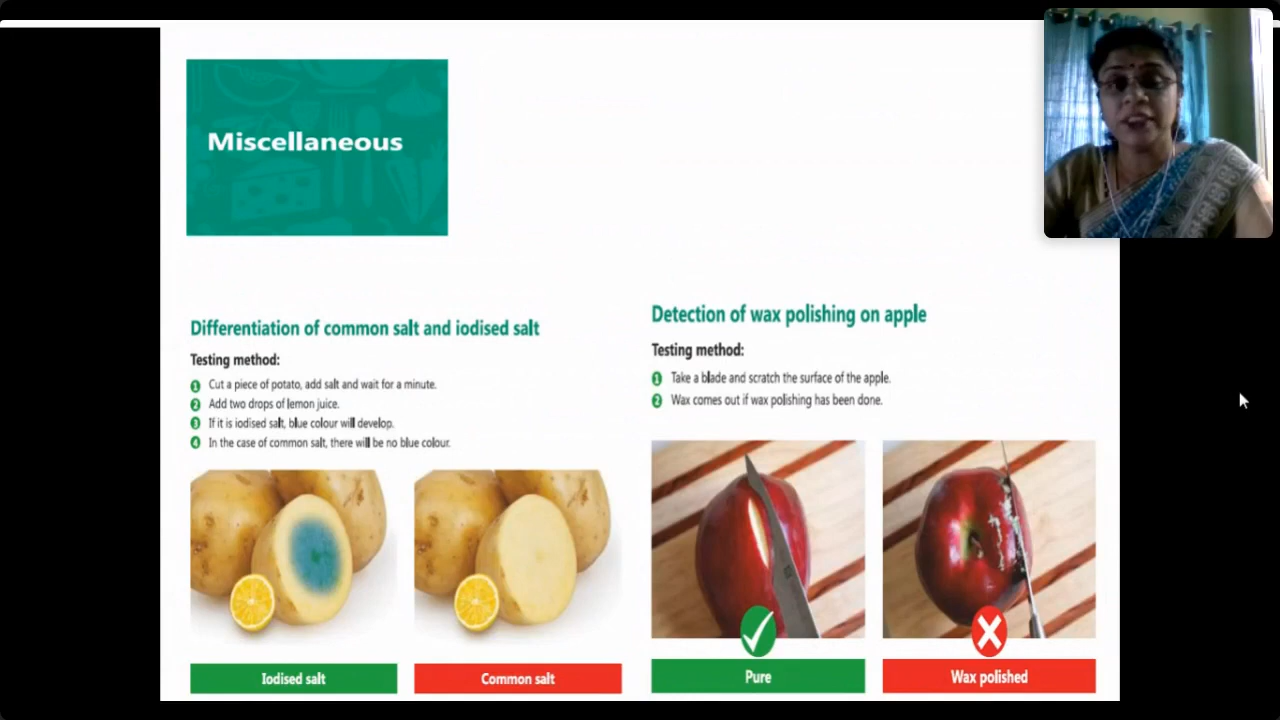 Miscellaneous
Differentiation of common salt and iodised salt
Testing method:
1 Cut a piece of potato, add salt and wait for a minute.
2 Add two drops of lemon juice.
3 If it is iodised salt, blue colour will develop.
4 In the case of common salt, there will be no blue colour.
Iodised salt
Common salt
Detection of wax polishing on apple
Testing method:
1 Take a blade and scratch the surface of the apple.
2 Wax comes out if wax polishing has been done.
Pure
Wax polished